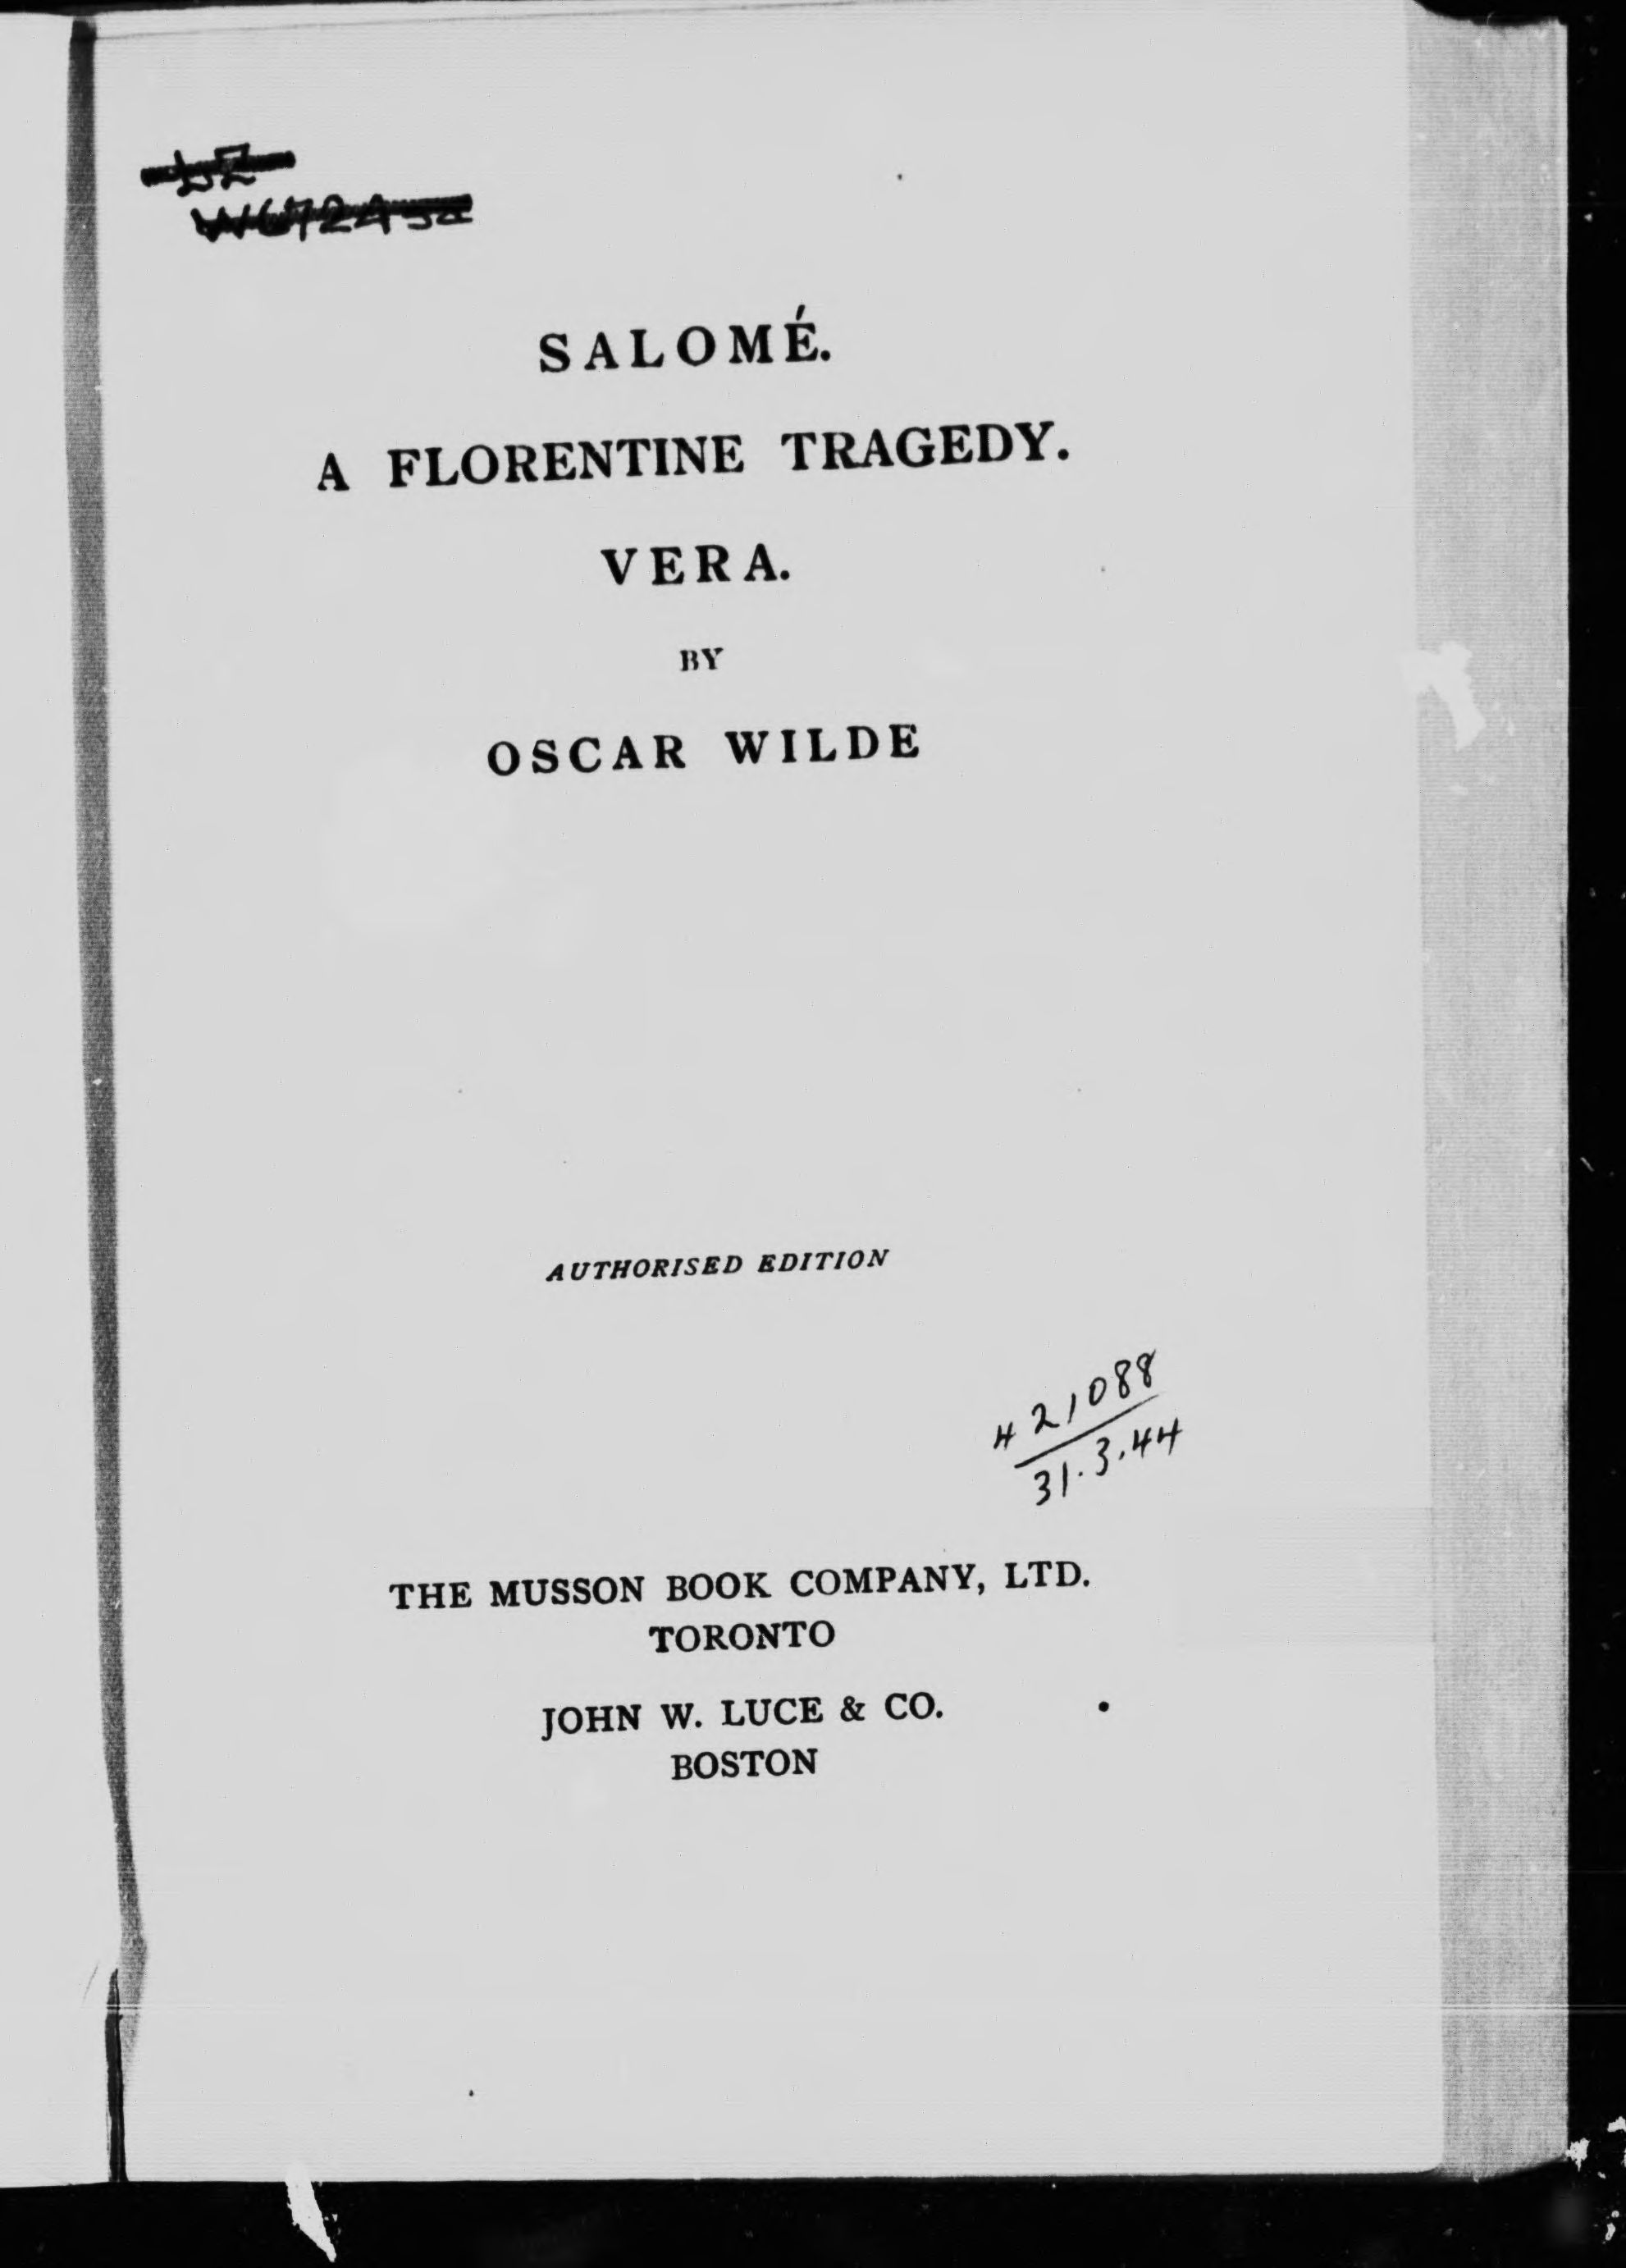 SALOMÉ.
A FLORENTINE TRAGEDY.
VERA.
BY
OSCAR WILDE
AUTHORISED EDITION
421088
31.3.44
THE MUSSON BOOK COMPANY, LTD.
TORONTO
JOHN W. LUCE & CO.
BOSTON